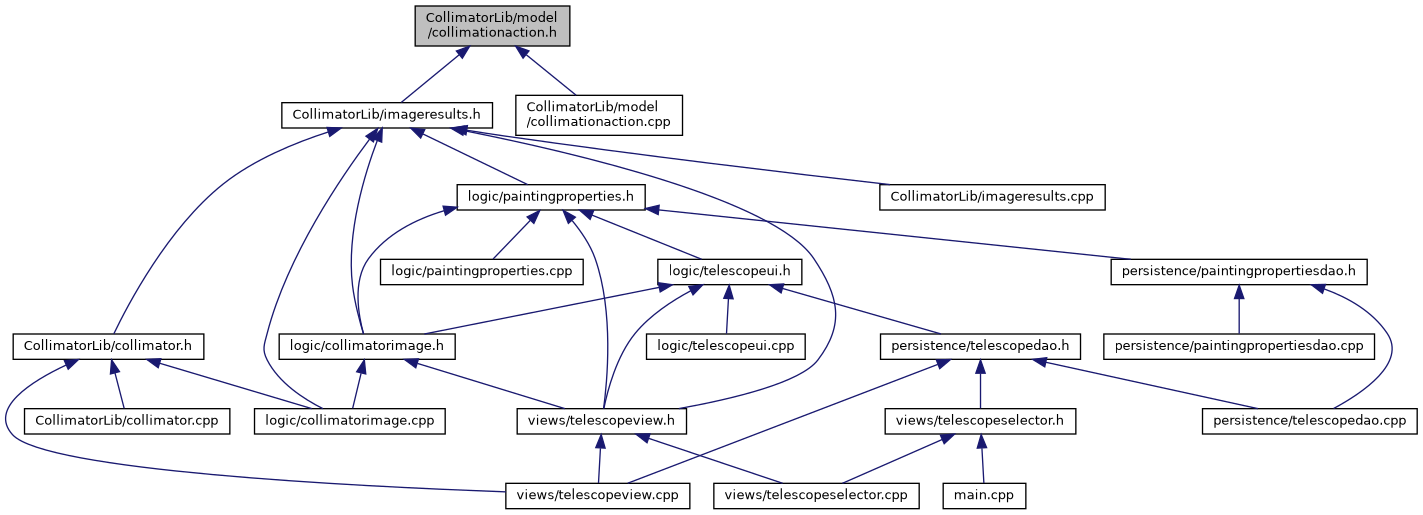 CollimatorLib/model
/collimationaction.h
CollimatorLib/imageresults.h
CollimatorLib/model
/collimationaction.cpp
logic/paintingproperties.h
CollimatorLib/imageresults.cpp
logic/paintingproperties.cpp
logic/telescopeui.h
persistence/paintingpropertiesdao.h
CollimatorLib/collimator.h
logic/collimatorimage.h
logic/telescopeui.cpp
persistence/telescopedao.h
persistence/paintingpropertiesdao.cpp
CollimatorLib/collimator.cpp
logic/collimatorimage.cpp
views/telescopeview.h
views/telescopeselector.h
persistence/telescopedao.cpp
views/telescopeview.cpp
views/telescopeselector.cpp
main.cpp